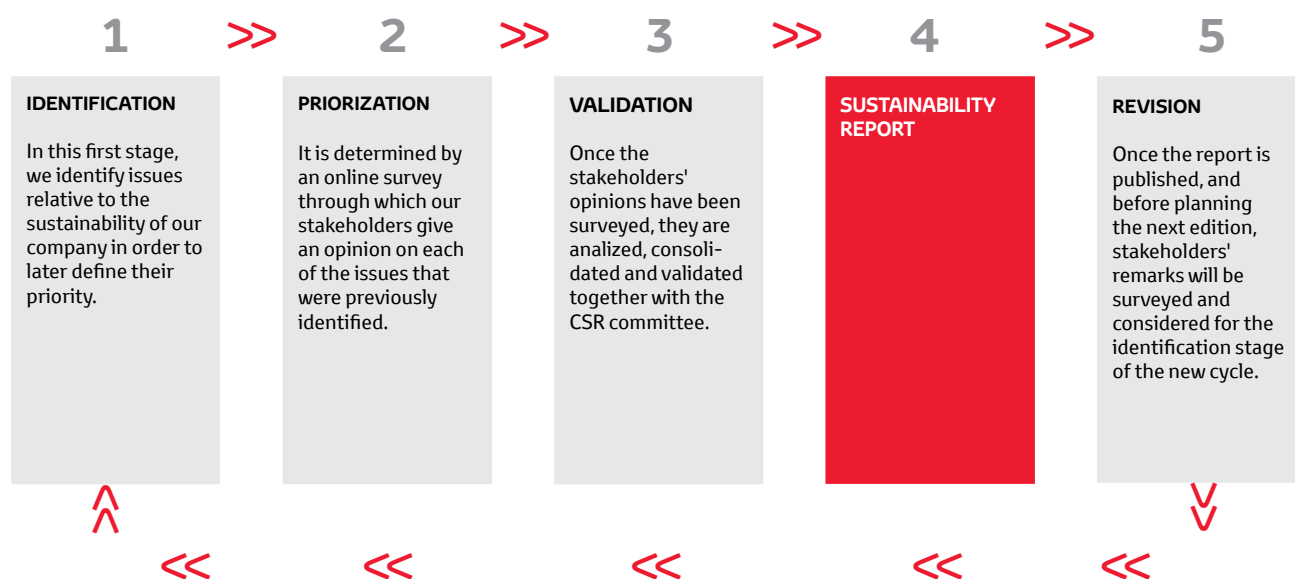 1 >> 2 >> 3 >> 4 >> 5
IDENTIFICATION
In this first stage,
we identify issues
relative to the
sustainability of our
company in order to
later define their
priority.
PRIORIZATION
It is determined by
an online survey
through which our
stakeholders give
an opinion on each
of the issues that
were previously
identified.
VALIDATION
Once the
stakeholders'
opinions have been
surveyed, they are
analized, consoli-
dated and validated
together with the
CSR committee.
SUSTAINABILITY
REPORT
REVISION
Once the report is
published, and
before planning
the next edition,
stakeholders'
remarks will be
surveyed and
considered for the
identification stage
of the new cycle.